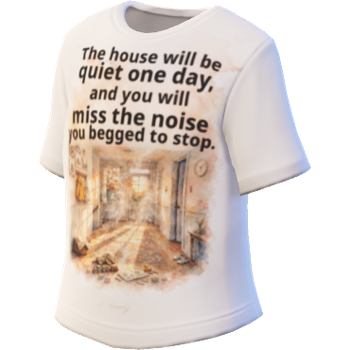 The house will be
quiet one day,
and you will
miss the noise
you begged to stop.